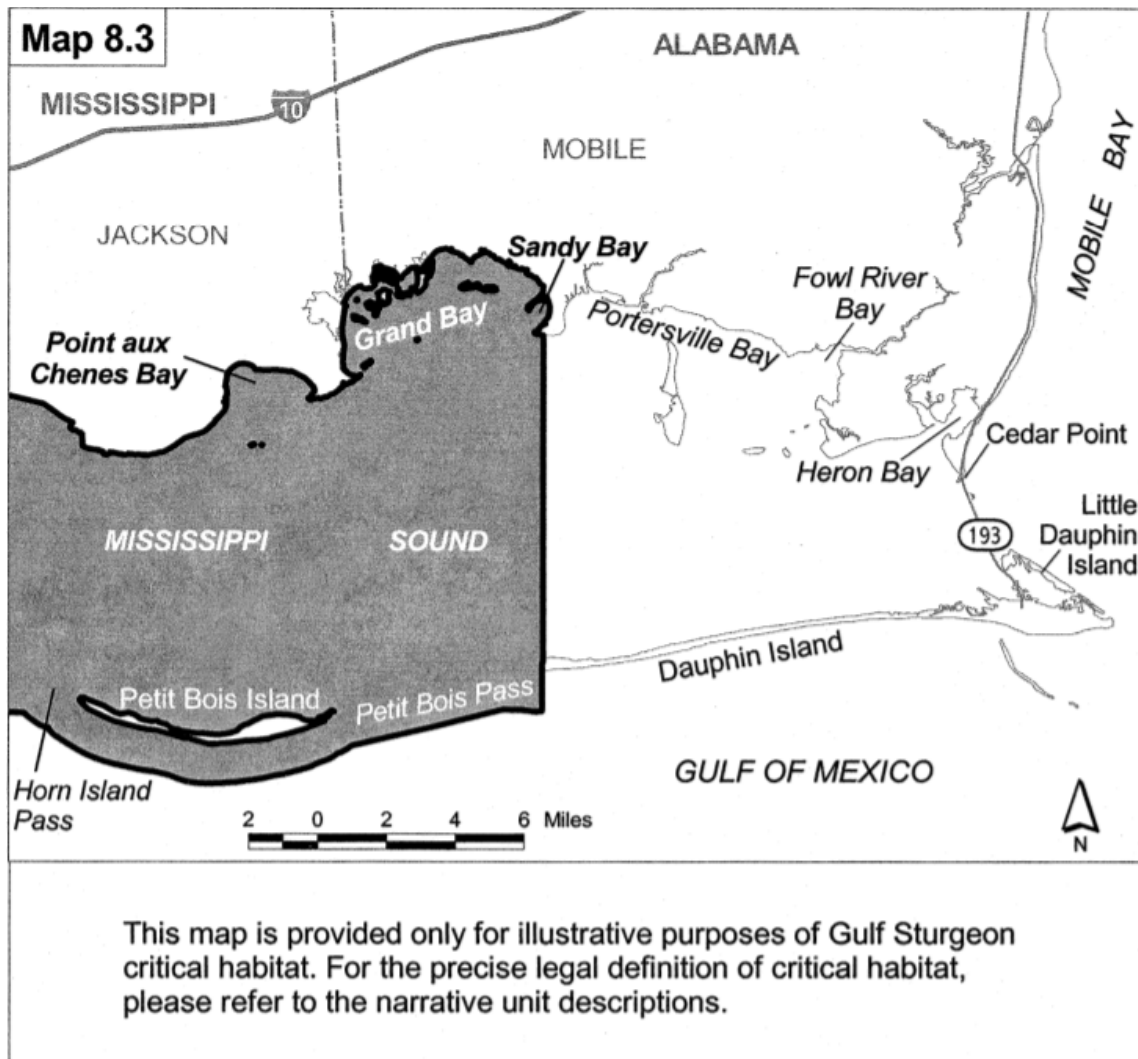 Map 8.3
ALABAMA
MISSISSIPPI
10
MOBILE
MOBILE BAY
JACKSON
Sandy Bay
Fowl River
Bay
Grand Bay
Portersville Bay
Point aux
Chenes Bay
Cedar Point
Heron Bay
Little
Dauphin
Island
193
MISSISSIPPI SOUND
Dauphin Island
Petit Bois Island
Petit Bois Pass
GULF OF MEXICO
Horn Island
Pass
2 0 2 4 6 Miles
N
This map is provided only for illustrative purposes of Gulf Sturgeon
critical habitat. For the precise legal definition of critical habitat,
please refer to the narrative unit descriptions.